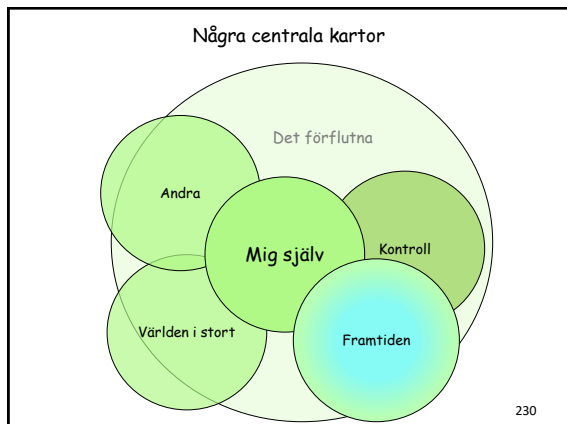 Några centrala kartor
Det förflutna
Andra
Mig själv
Kontroll
Världen i stort
Framtiden
230